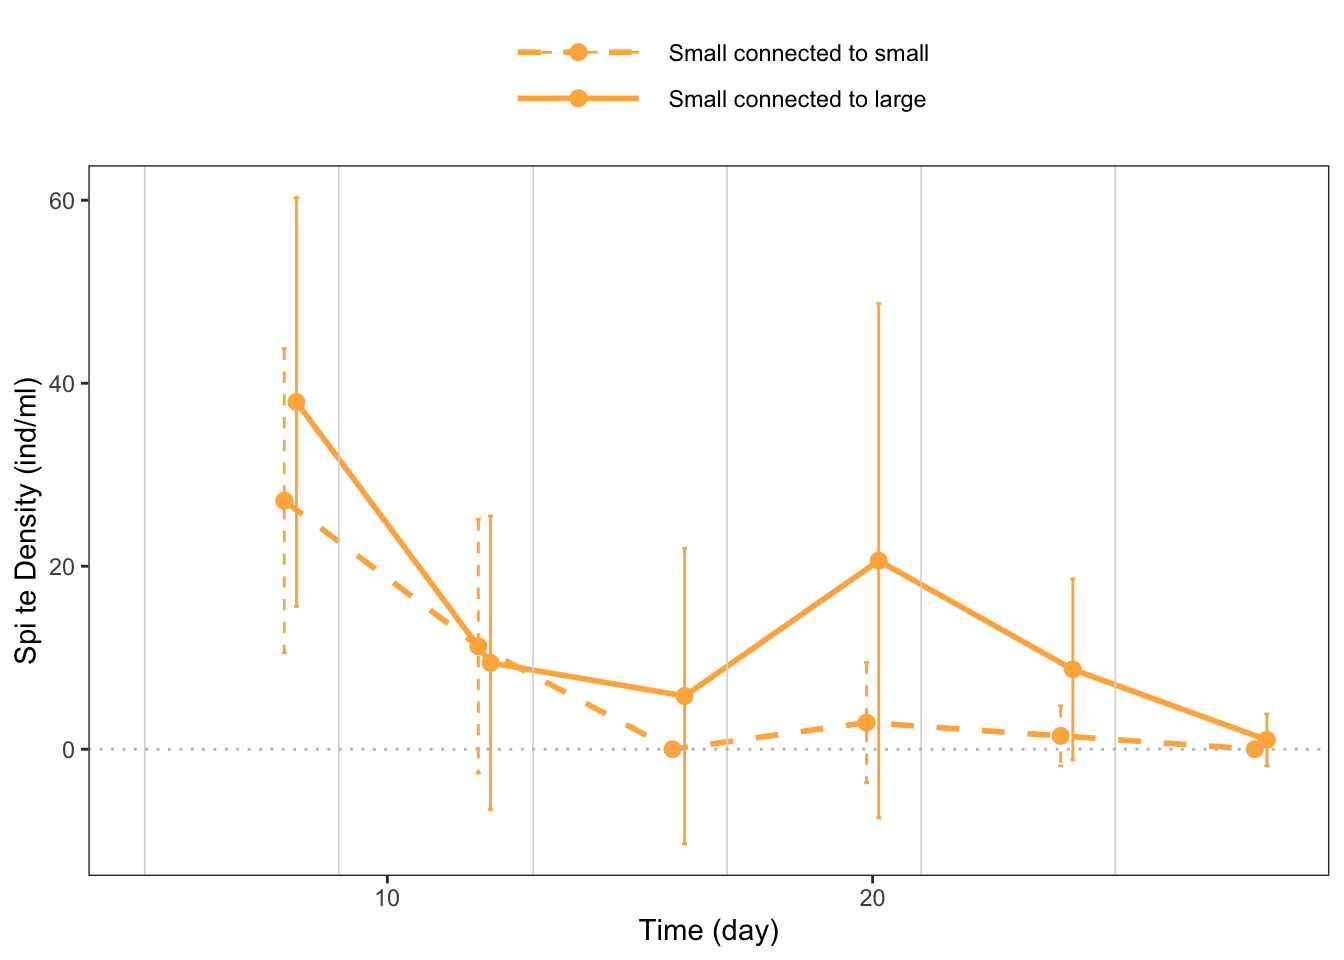 Small connected to small
Small connected to large
60
40
20
0
Spi te Density (ind/ml)
10
20
Time (day)